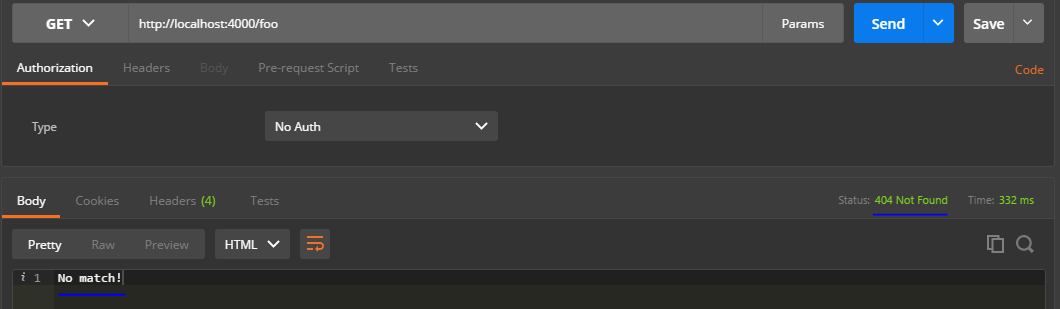 GET http://localhost:4000/foo Params Send Save
Authorization Headers Body Pre-request Script Tests Code
Type No Auth
Body Cookies Headers (4) Tests Status: 404 Not Found Time: 332 ms
Pretty Raw Preview HTML
i 1 No match!